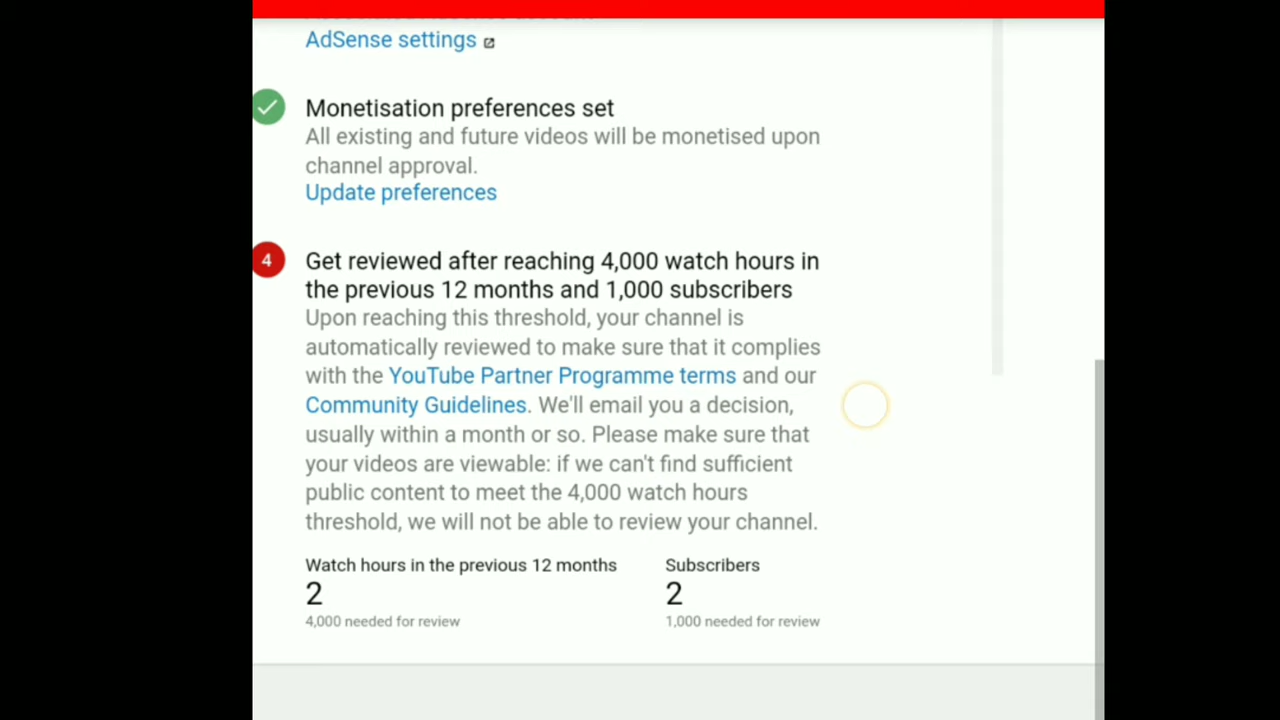 AdSense settings
Monetisation preferences set
All existing and future videos will be monetised upon
channel approval.
Update preferences
4
Get reviewed after reaching 4,000 watch hours in
the previous 12 months and 1,000 subscribers
Upon reaching this threshold, your channel is
automatically reviewed to make sure that it complies
with the YouTube Partner Programme terms and our
Community Guidelines. We'll email you a decision,
usually within a month or so. Please make sure that
your videos are viewable: if we can't find sufficient
public content to meet the 4,000 watch hours
threshold, we will not be able to review your channel.
Watch hours in the previous 12 months
2
4,000 needed for review
Subscribers
2
1,000 needed for review